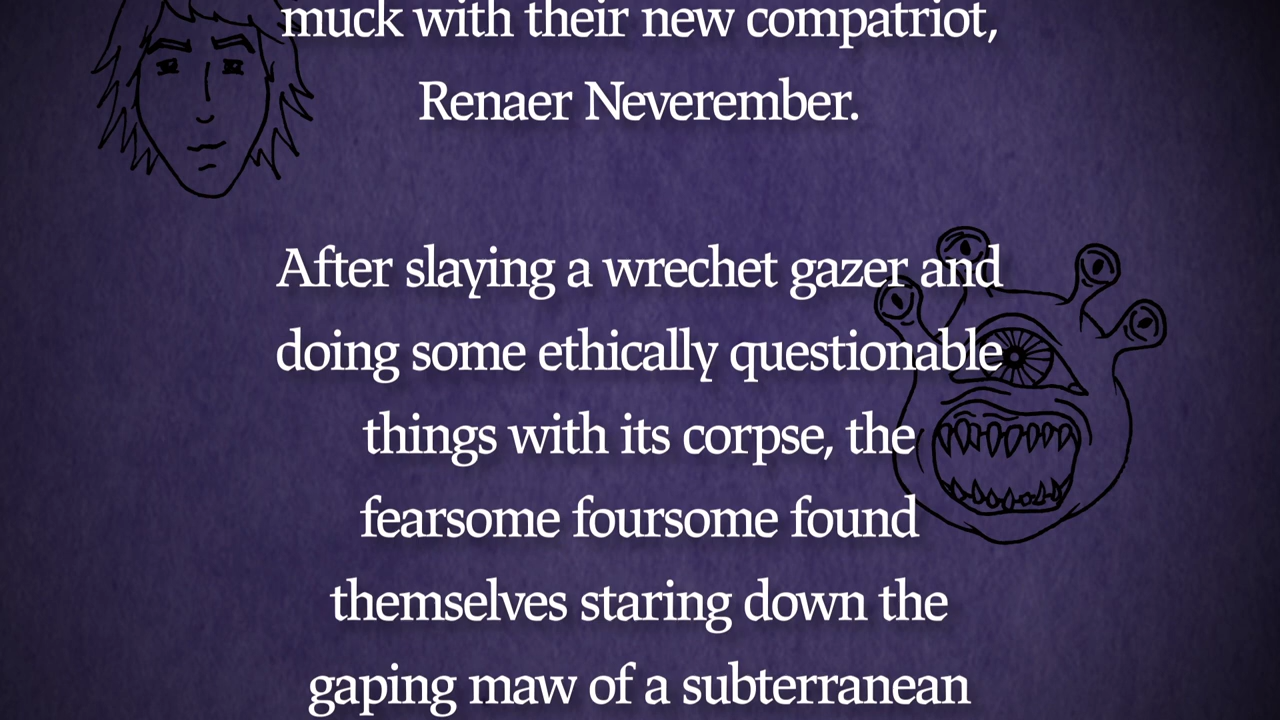 muck with their new compatriot,
Renaer Neverember.
After slaying a wrechet gazer and
doing some ethically questionable
things with its corpse, the
fearsome foursome found
themselves staring down the
gaping maw of a subterranean